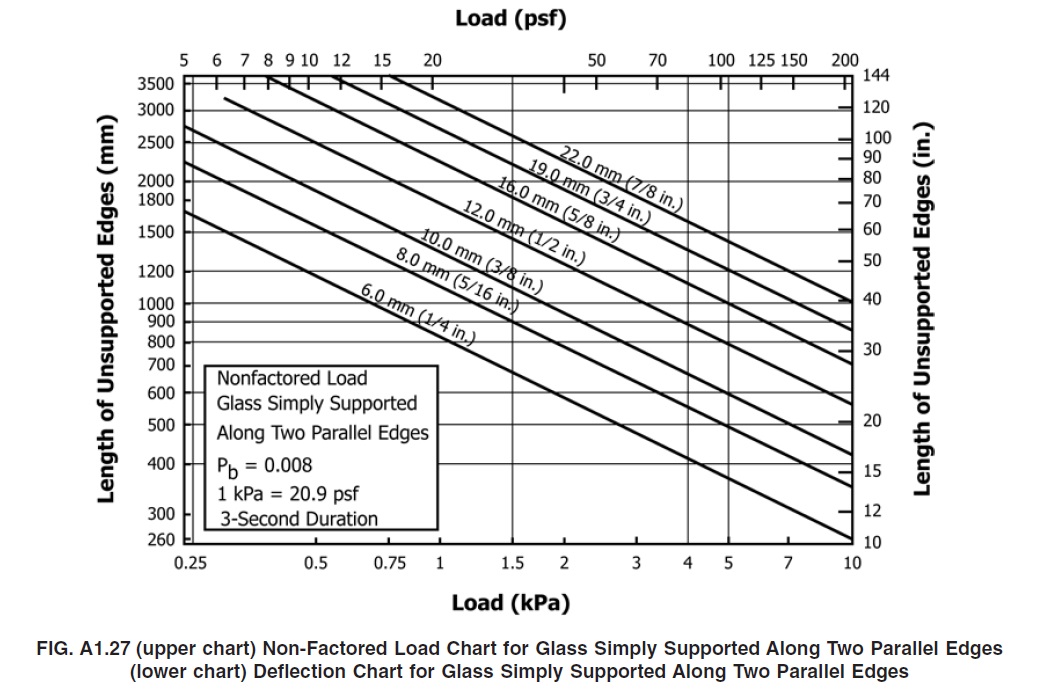 Load (psf)
5 6 7 8 9 10 12 15 20 50 70 100 125 150 200
Length of Unsupported Edges (mm)
3500
3000
2500
2000
1800
1500
1200
1000
900
800
700
600
500
400
300
260
144
120
100
90
80
70
60
50
40
30
20
15
12
10
Length of Unsupported Edges (in.)
22.0 mm (7/8 in.)
19.0 mm (3/4 in.)
16.0 mm (5/8 in.)
12.0 mm (1/2 in.)
10.0 mm (3/8 in.)
8.0 mm (5/16 in.)
6.0 mm (1/4 in.)
Nonfactored Load
Glass Simply Supported
Along Two Parallel Edges
Pb = 0.008
1 kPa = 20.9 psf
3-Second Duration
0.25 0.5 0.75 1 1.5 2 3 4 5 7 10
Load (kPa)
FIG. A1.27 (upper chart) Non-Factored Load Chart for Glass Simply Supported Along Two Parallel Edges
(lower chart) Deflection Chart for Glass Simply Supported Along Two Parallel Edges